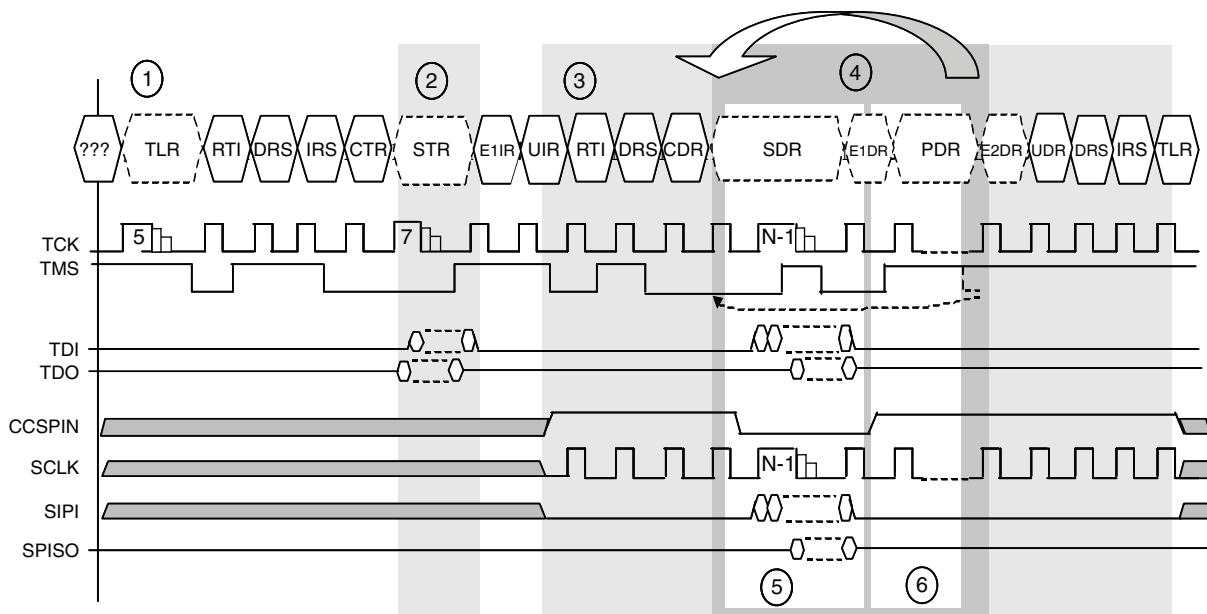 1 2 3 4
??? TLR RTI DRS IRS CTR STR E1IR UIR RTI DRS CDR SDR E1DR PDR E2DR UDR DRS IRS TLR
TCK 5 7 N-1
TMS
TDI
TDO
CCSPIN
SCLK N-1
SIPI
SPISO
5 6